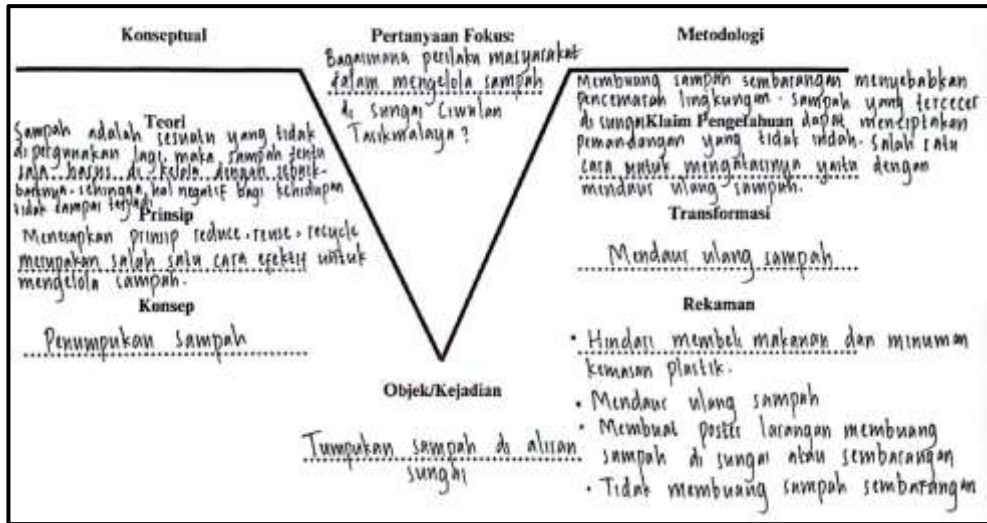 Konseptual
Pertanyaan Fokus:
Bagaimana perilaku masyarakat
dalam mengelola sampah
di sungai Ciwulan
Tasikmalaya?
Metodologi
Teori
Sampah adalah sesuatu yang tidak
dipergunakan lagi, maka sampah tentu
saja harus di kelola dengan sebaik-
baiknya. sehingga, hal negatif bagi kehidupan
tidak sampai terjadi
Prinsip
Menerapkan prinsip reduce, reuse, recycle
merupakan salah satu cara efektif untuk
mengelola sampah.
Konsep
Penumpukan sampah
Objek/Kejadian
Tumpukan sampah di aliran
sungai
Membuang sampah sembarangan menyebabkan
pencemaran lingkungan. sampah yang tercecer
di sungai dapat menciptakan
Klaim Pengetahuan
pemandangan yang tidak indah. Salah satu
cara untuk mengatasinya yaitu dengan
mendaur ulang sampah.
Transformasi
Mendaur ulang sampah
Rekaman
• Hindari membeli makanan dan minuman
kemasan plastik.
• Mendaur ulang sampah
• Membuat poster larangan membuang
sampah di sungai atau sembarangan
• Tidak membuang sampah sembarangan